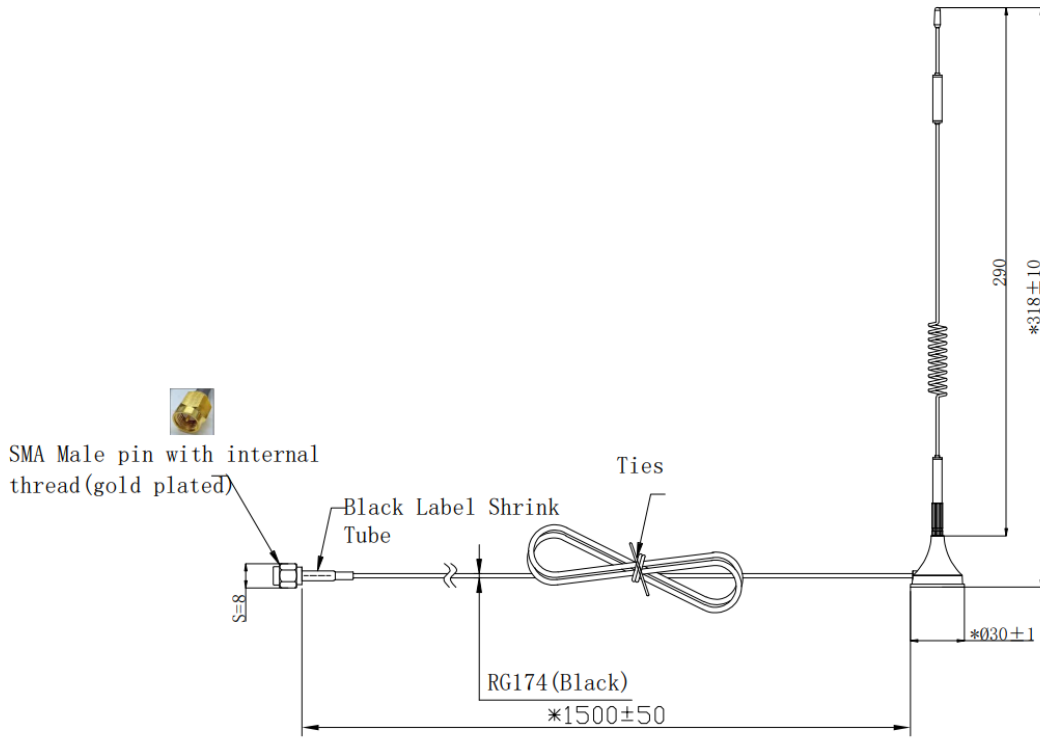 290
*318±10
SMA Male pin with internal
thread(gold plated)
Ties
Black Label Shrink
Tube
S=8
*Ø30±1
RG174(Black)
*1500±50